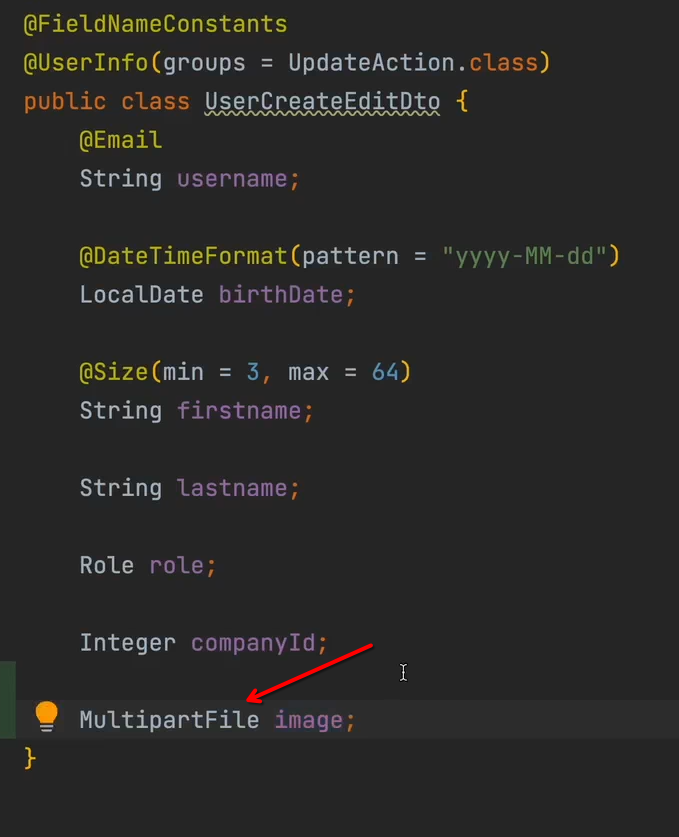 @FieldNameConstants
@UserInfo(groups = UpdateAction.class)
public class UserCreateEditDto {
@Email
String username;
@DateTimeFormat(pattern = "yyyy-MM-dd")
LocalDate birthDate;
@Size(min = 3, max = 64)
String firstname;
String lastname;
Role role;
Integer companyId;
MultipartFile image;
}